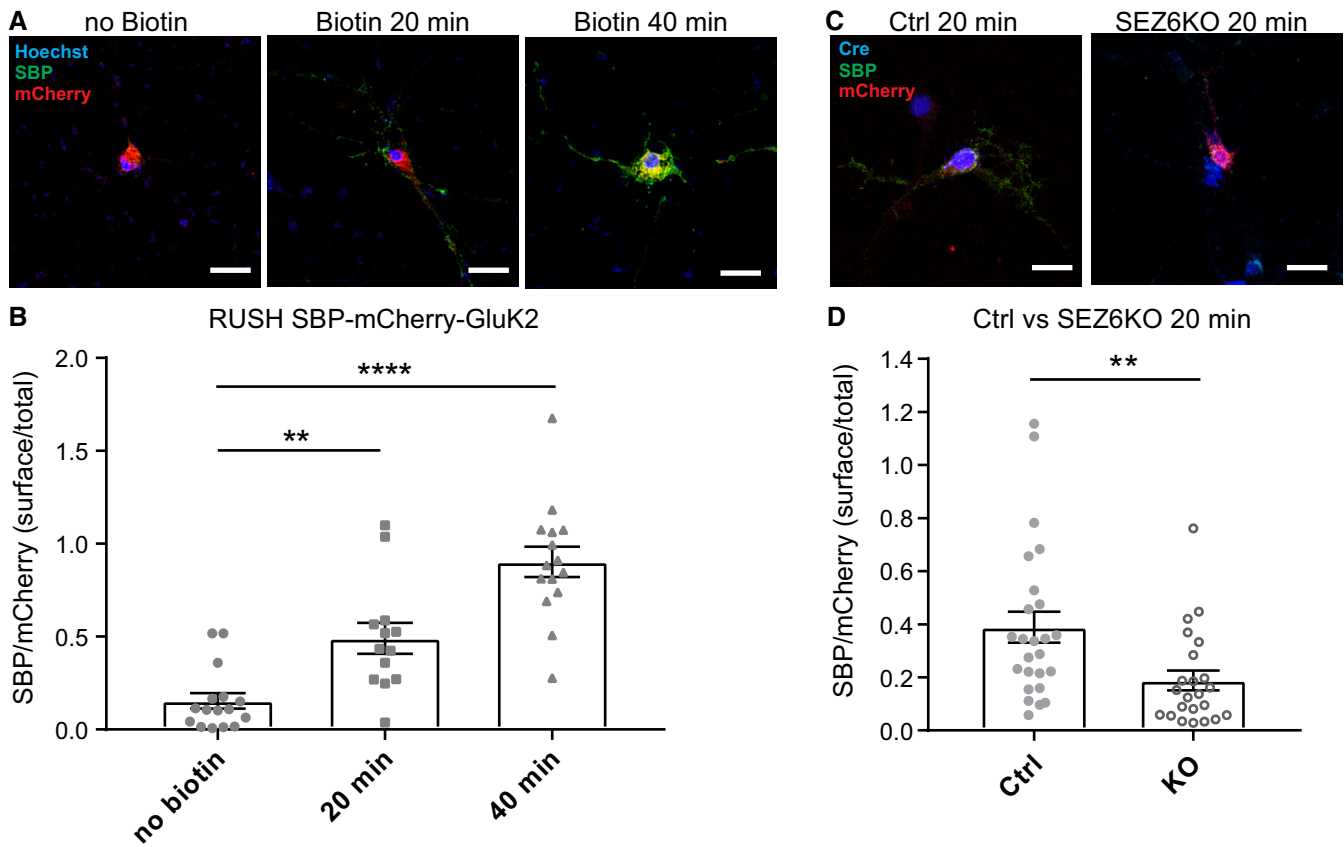 A
no Biotin
Biotin 20 min
Biotin 40 min
Hoechst
SBP
mCherry
C
Ctrl 20 min
SEZ6KO 20 min
Cre
SBP
mCherry
B
RUSH SBP-mCherry-GluK2
SBP/mCherry (surface/total)
2.0
1.5
1.0
0.5
0.0
****
**
no biotin
20 min
40 min
D
Ctrl vs SEZ6KO 20 min
SBP/mCherry (surface/total)
1.4
1.2
1.0
0.8
0.6
0.4
0.2
0.0
**
Ctrl
KO